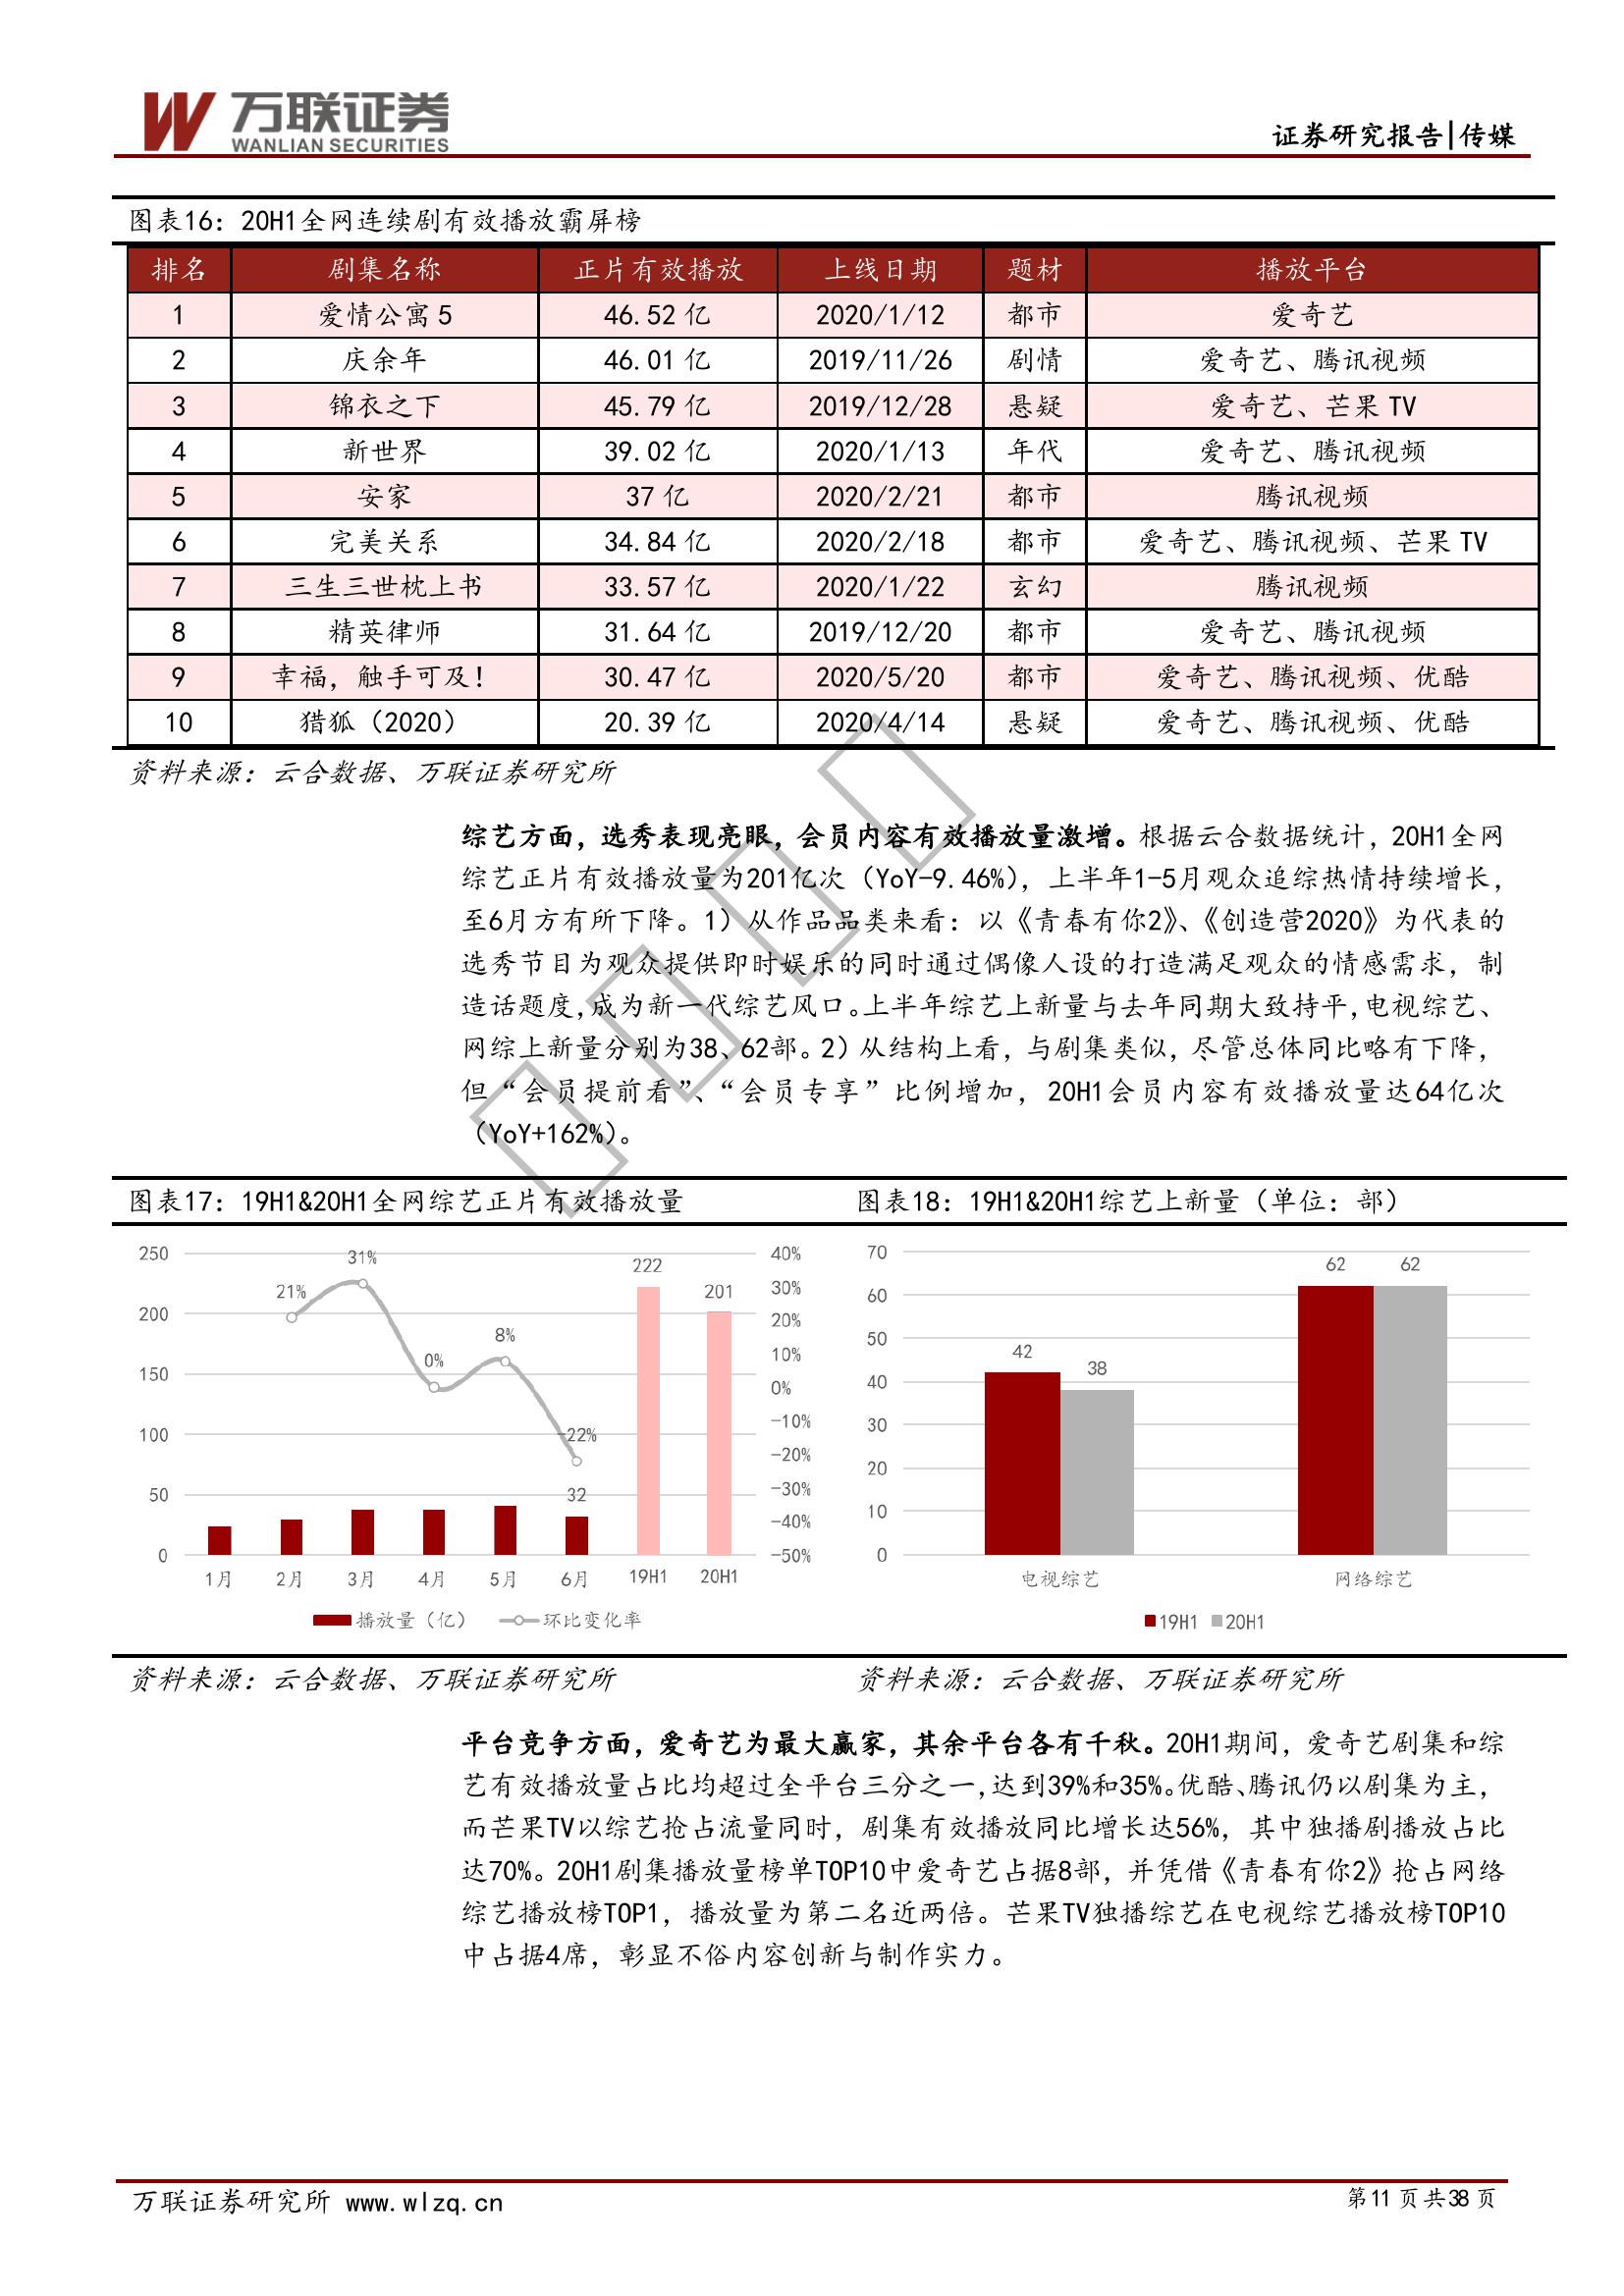 万联证券
WANLIAN SECURITIES
证券研究报告|传媒
图表16：20H1全网连续剧有效播放霸屏榜
排名 剧集名称 正片有效播放 上线日期 题材 播放平台
1 爱情公寓5 46.52亿 2020/1/12 都市 爱奇艺
2 庆余年 46.01亿 2019/11/26 剧情 爱奇艺、腾讯视频
3 锦衣之下 45.79亿 2019/12/28 悬疑 爱奇艺、芒果TV
4 新世界 39.02亿 2020/1/13 年代 爱奇艺、腾讯视频
5 安家 37亿 2020/2/21 都市 腾讯视频
6 完美关系 34.84亿 2020/2/18 都市 爱奇艺、腾讯视频、芒果TV
7 三生三世枕上书 33.57亿 2020/1/22 玄幻 腾讯视频
8 精英律师 31.64亿 2019/12/20 都市 爱奇艺、腾讯视频
9 幸福，触手可及！ 30.47亿 2020/5/20 都市 爱奇艺、腾讯视频、优酷
10 猎狐（2020） 20.39亿 2020/4/14 悬疑 爱奇艺、腾讯视频、优酷
资料来源：云合数据、万联证券研究所
综艺方面，选秀表现亮眼，会员内容有效播放量激增。根据云合数据统计，20H1全网
综艺正片有效播放量为201亿次（YoY-9.46%），上半年1-5月观众追综热情持续增长，
至6月方有所下降。1）从作品品类来看：以《青春有你2》、《创造营2020》为代表的
选秀节目为观众提供即时娱乐的同时通过偶像人设的打造满足观众的情感需求，制
造话题度,成为新一代综艺风口。上半年综艺上新量与去年同期大致持平,电视综艺、
网综上新量分别为38、62部。2）从结构上看，与剧集类似，尽管总体同比略有下降，
但“会员提前看”、“会员专享”比例增加，20H1会员内容有效播放量达64亿次
（YoY+162%）。
图表17：19H1&20H1全网综艺正片有效播放量
250
200
150
100
50
0
21%
31%
0%
8%
-22%
32
222
201
40%
30%
20%
10%
0%
-10%
-20%
-30%
-40%
-50%
1月 2月 3月 4月 5月 6月 19H1 20H1
播放量（亿） 环比变化率
资料来源：云合数据、万联证券研究所
图表18：19H1&20H1综艺上新量（单位：部）
70
60
50
40
30
20
10
0
42
38
62
62
电视综艺 网络综艺
19H1 20H1
资料来源：云合数据、万联证券研究所
平台竞争方面，爱奇艺为最大赢家，其余平台各有千秋。20H1期间，爱奇艺剧集和综
艺有效播放量占比均超过全平台三分之一,达到39%和35%。优酷、腾讯仍以剧集为主，
而芒果TV以综艺抢占流量同时，剧集有效播放同比增长达56%，其中独播剧播放占比
达70%。20H1剧集播放量榜单TOP10中爱奇艺占据8部，并凭借《青春有你2》抢占网络
综艺播放榜TOP1，播放量为第二名近两倍。芒果TV独播综艺在电视综艺播放榜TOP10
中占据4席，彰显不俗内容创新与制作实力。
万联证券研究所 www.wlzq.cn
第11页共38页